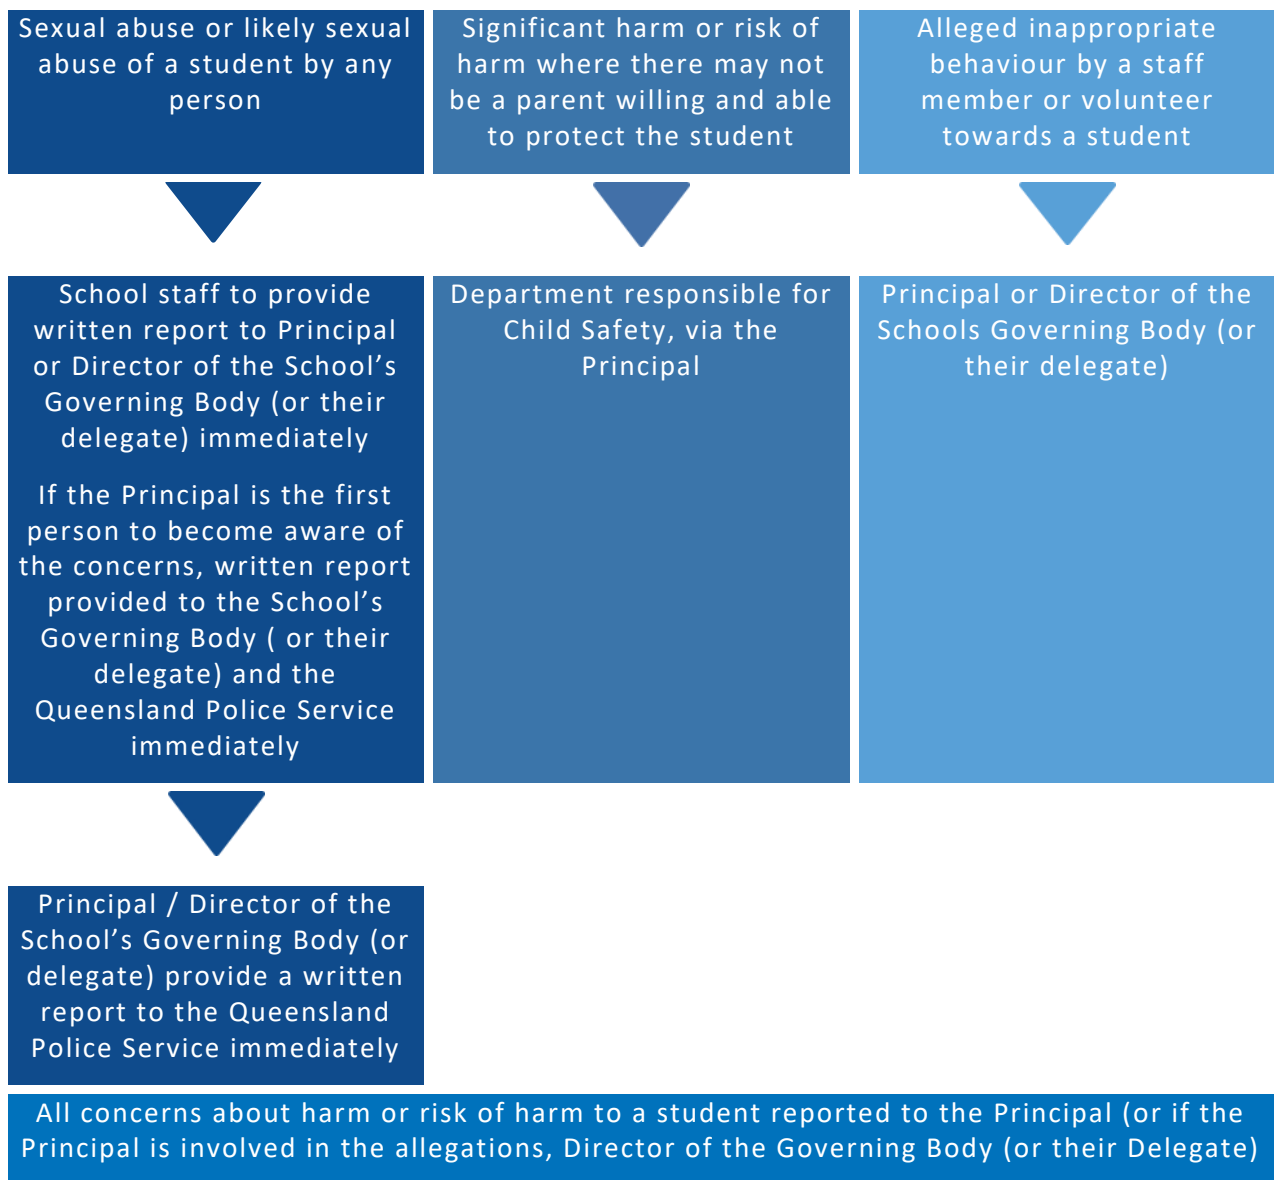 Sexual abuse or likely sexual
abuse of a student by any
person
Significant harm or risk of
harm where there may not
be a parent willing and able
to protect the student
Alleged inappropriate
behaviour by a staff
member or volunteer
towards a student
School staff to provide
written report to Principal
or Director of the School’s
Governing Body (or their
delegate) immediately
If the Principal is the first
person to become aware of
the concerns, written report
provided to the School’s
Governing Body ( or their
delegate) and the
Queensland Police Service
immediately
Department responsible for
Child Safety, via the
Principal
Principal or Director of the
Schools Governing Body (or
their delegate)
Principal / Director of the
School’s Governing Body (or
delegate) provide a written
report to the Queensland
Police Service immediately
All concerns about harm or risk of harm to a student reported to the Principal (or if the
Principal is involved in the allegations, Director of the Governing Body (or their Delegate)